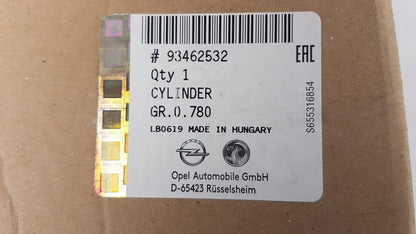 # 93462532
Qty 1
CYLINDER
GR.0.780
LB0619 MADE IN HUNGARY
Opel Automobile GmbH
D-65423 Rüsselsheim
EAC
S655316854